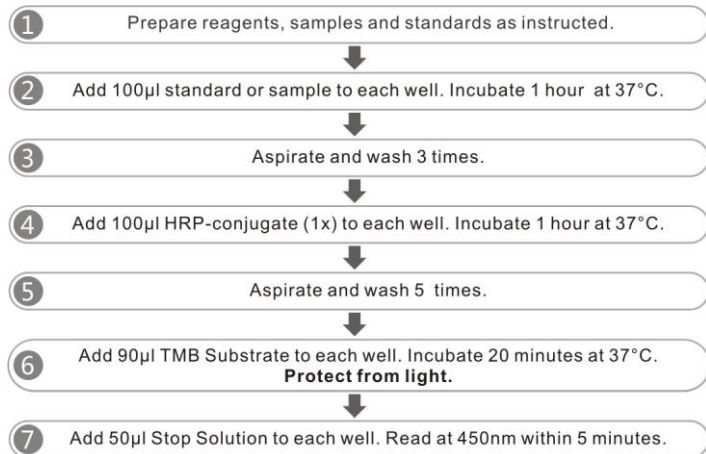 1 Prepare reagents, samples and standards as instructed.
2 Add 100μl standard or sample to each well. Incubate 1 hour at 37°C.
3 Aspirate and wash 3 times.
4 Add 100μl HRP-conjugate (1x) to each well. Incubate 1 hour at 37°C.
5 Aspirate and wash 5 times.
6 Add 90μl TMB Substrate to each well. Incubate 20 minutes at 37°C.
Protect from light.
7 Add 50μl Stop Solution to each well. Read at 450nm within 5 minutes.